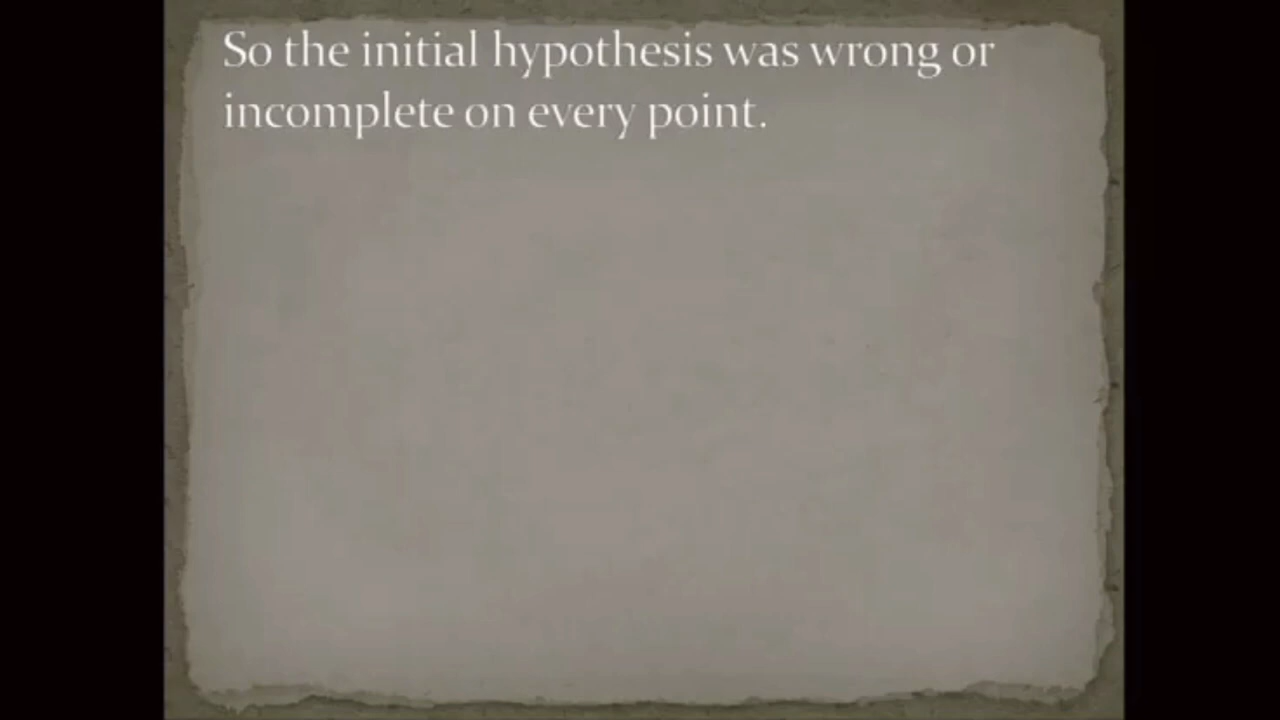 So the initial hypothesis was wrong or
incomplete on every point.